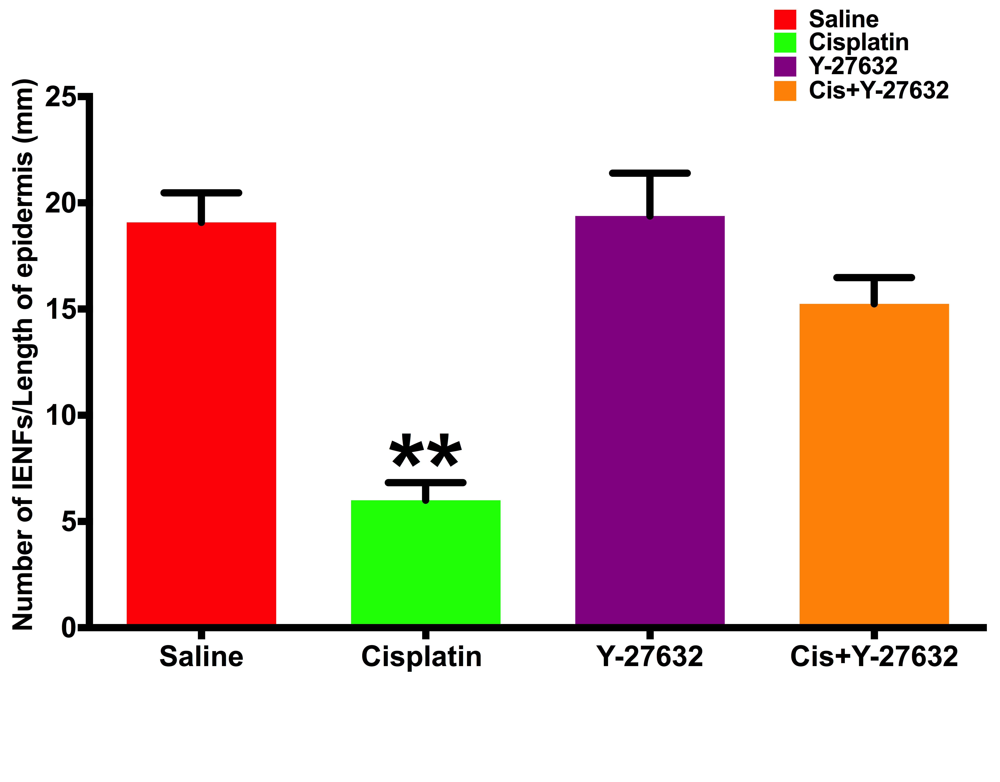 Saline
Cisplatin
Y-27632
Cis+Y-27632
Number of IENFs/Length of epidermis (mm)
25
20
15
10
5
0
**
Saline Cisplatin Y-27632 Cis+Y-27632